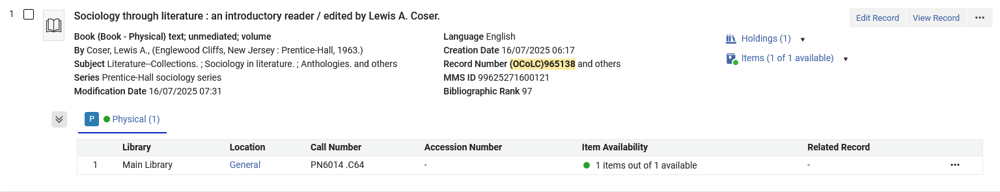 1
Sociology through literature : an introductory reader / edited by Lewis A. Coser.
Edit Record View Record
Book {Book - Physical} text; unmediated; volume
By Coser, Lewis A., (Englewood Cliffs, New Jersey : Prentice-Hall, 1963.)
Subject Literature--Collections. ; Sociology in literature. ; Anthologies. and others
Series Prentice-Hall sociology series
Modification Date 16/07/2025 07:31
Language English
Creation Date 16/07/2025 06:17
Record Number (OCoLC)965138 and others
MMS ID 99625271600121
Bibliographic Rank 97
Holdings (1)
Items (1 of 1 available)
P Physical (1)
Library Location Call Number Accession Number Item Availability Related Record
1 Main Library General PN6014 .C64 - 1 items out of 1 available -